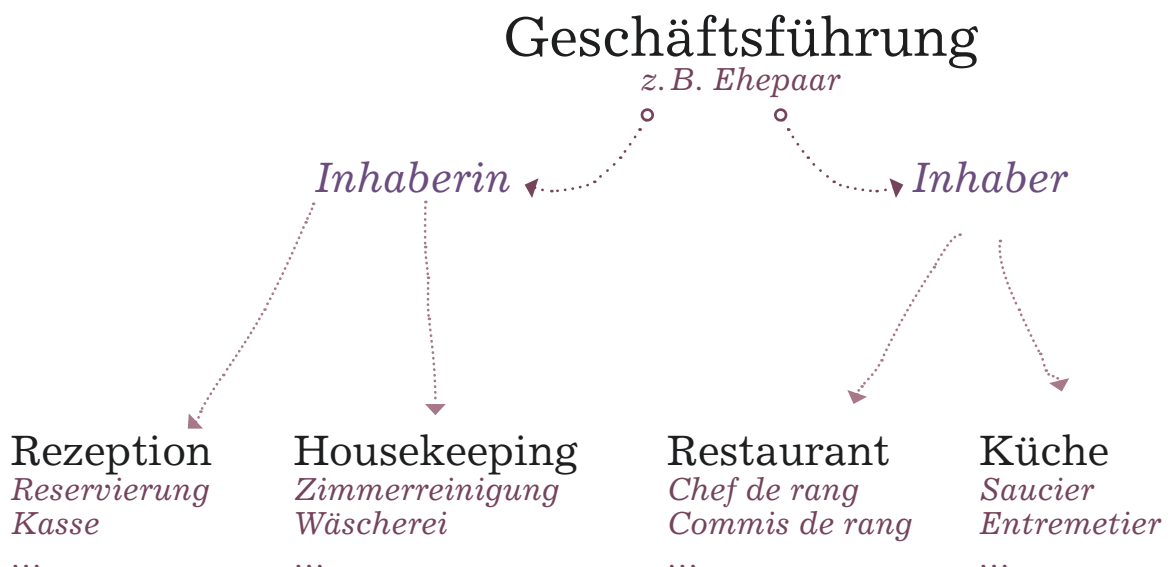 Geschäftsführung
z. B. Ehepaar
Inhaberin
Inhaber
Rezeption
Reservierung
Kasse
...
Housekeeping
Zimmerreinigung
Wäscherei
...
Restaurant
Chef de rang
Commis de rang
...
Küche
Saucier
Entremetier
...